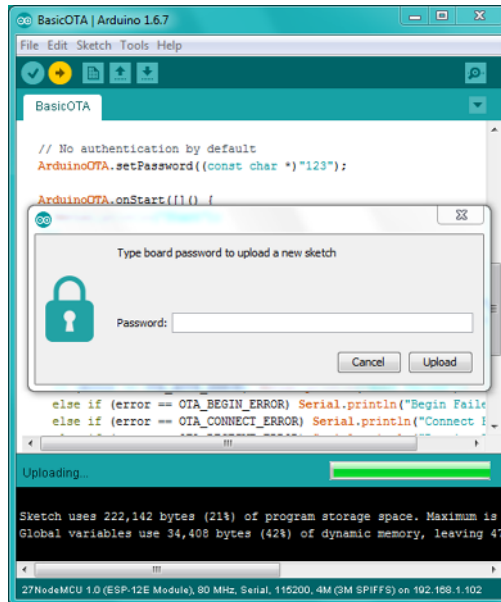 BasicOTA | Arduino 1.6.7
File Edit Sketch Tools Help
BasicOTA
// No authentication by default
ArduinoOTA.setPassword((const char *)"123");
ArduinoOTA.onStart([]() {
Type board password to upload a new sketch
Password:
Cancel Upload
else if (error == OTA_BEGIN_ERROR) Serial.println("Begin Faile
else if (error == OTA_CONNECT_ERROR) Serial.println("Connect
Uploading...
Sketch uses 222,142 bytes (21%) of program storage space. Maximum is
Global variables use 34,408 bytes (42%) of dynamic memory, leaving 47
27NodeMCU 1.0 (ESP-12E Module), 80 MHz, Serial, 115200, 4M (3M SPIFFS) on 192.168.1.102